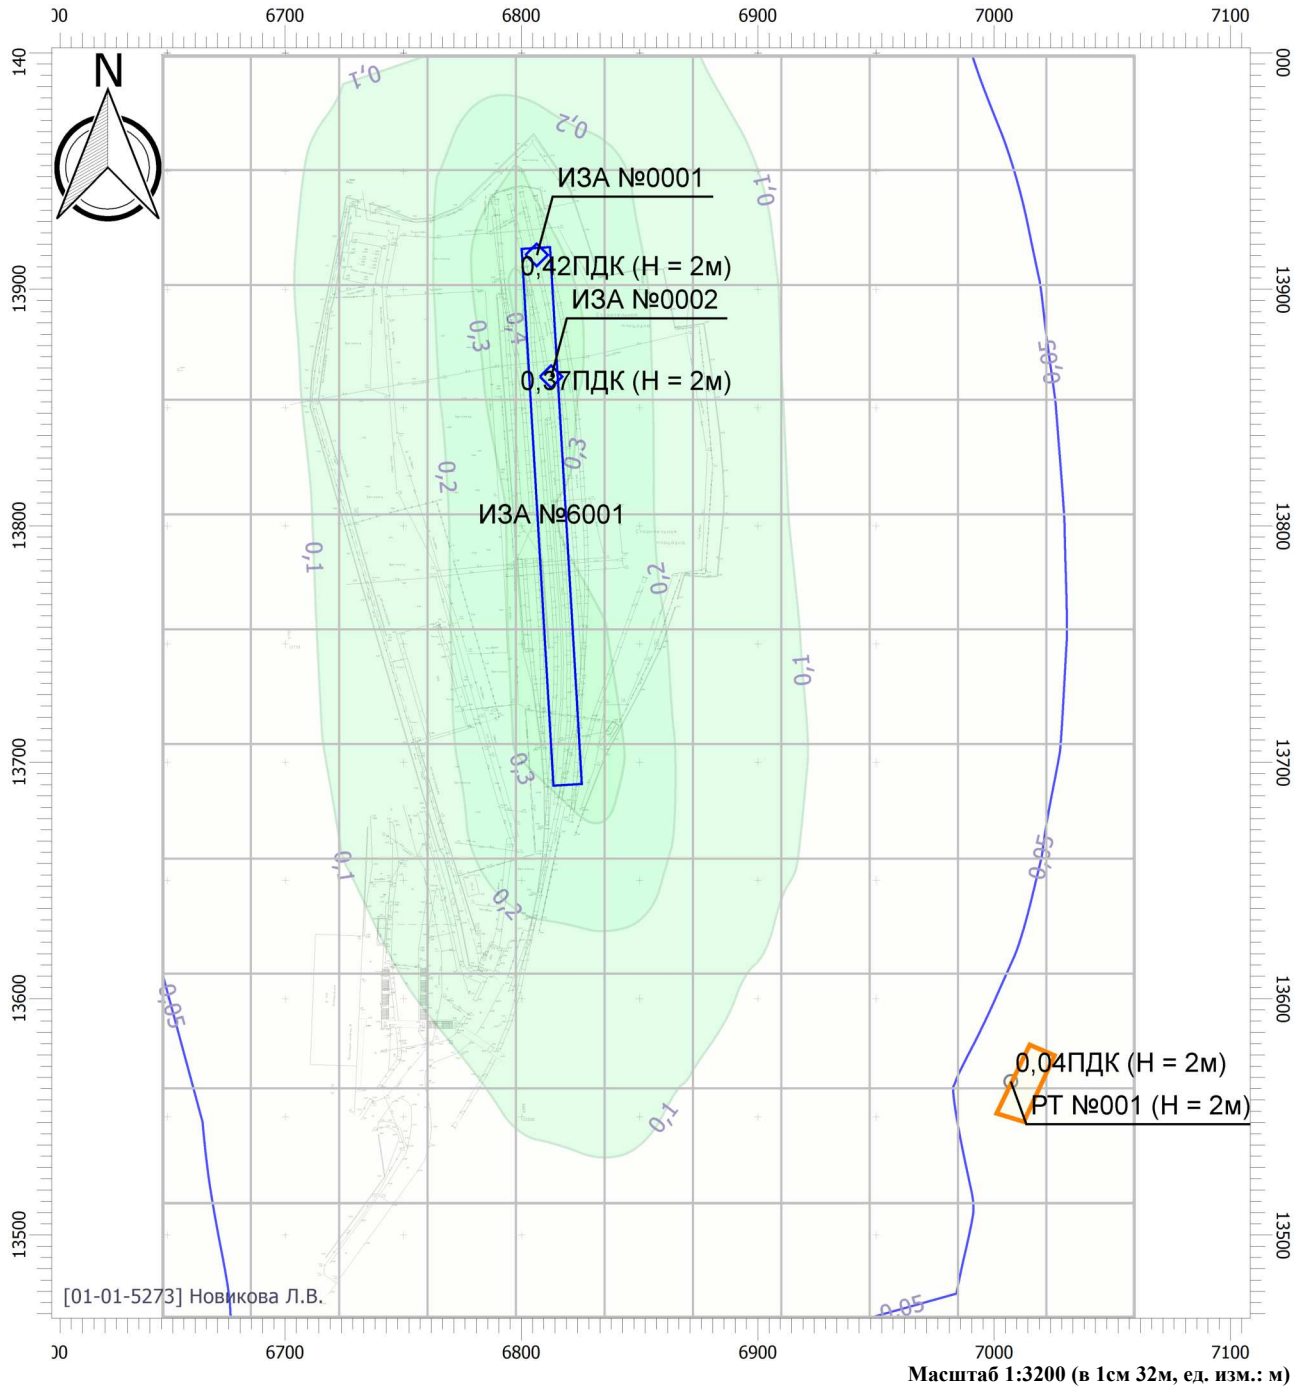 00 6700 6800 6900 7000 7100
140
000
N
0,1
0,2
ИЗА №0001
0,1
0,42ПДК (Н = 2м)
13900
13900
ИЗА №0002
0,3
0,4
0,05
0,37ПДК (Н = 2м)
0,3
0,2
ИЗА №6001
13800
13800
0,1
0,2
0,1
13700
13700
0,3
0,1
0,05
0,2
13600
13600
0,05
0,04ПДК (Н = 2м)
РТ №001 (Н = 2м)
0,1
13500
13500
[01-01-5273] Новикова Л.В.
0,05
00 6700 6800 6900 7000 7100
Масштаб 1:3200 (в 1см 32м, ед. изм.: м)